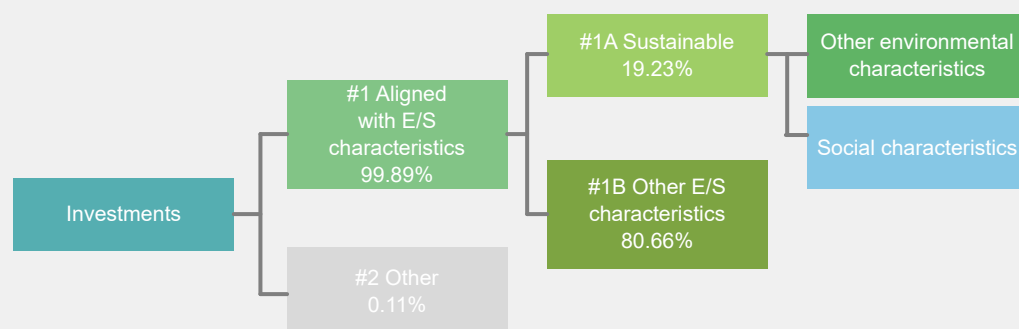 Investments
#1 Aligned
with E/S
characteristics
99.89%
#2 Other
0.11%
#1A Sustainable
19.23%
#1B Other E/S
characteristics
80.66%
Other environmental
characteristics
Social characteristics